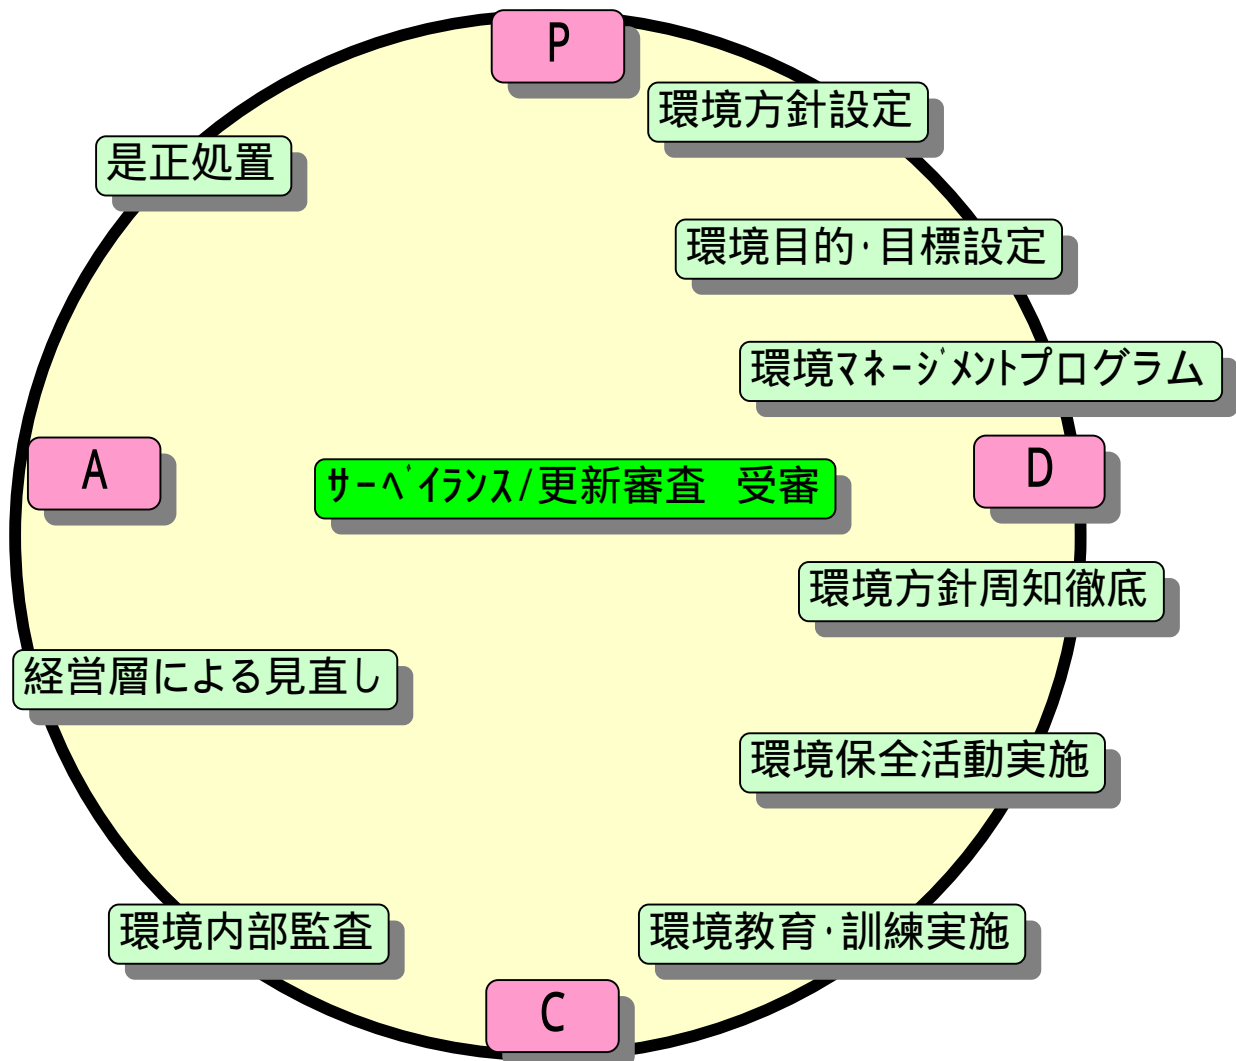 P
環境方針設定
是正処置
環境目的･目標設定
環境ﾏﾈｰｼﾞﾒﾝﾄプログラム
A
ｻｰﾍﾞｲﾗﾝｽ/更新審査　受審
D
環境方針周知徹底
経営層による見直し
環境保全活動実施
環境内部監査
環境教育･訓練実施
C